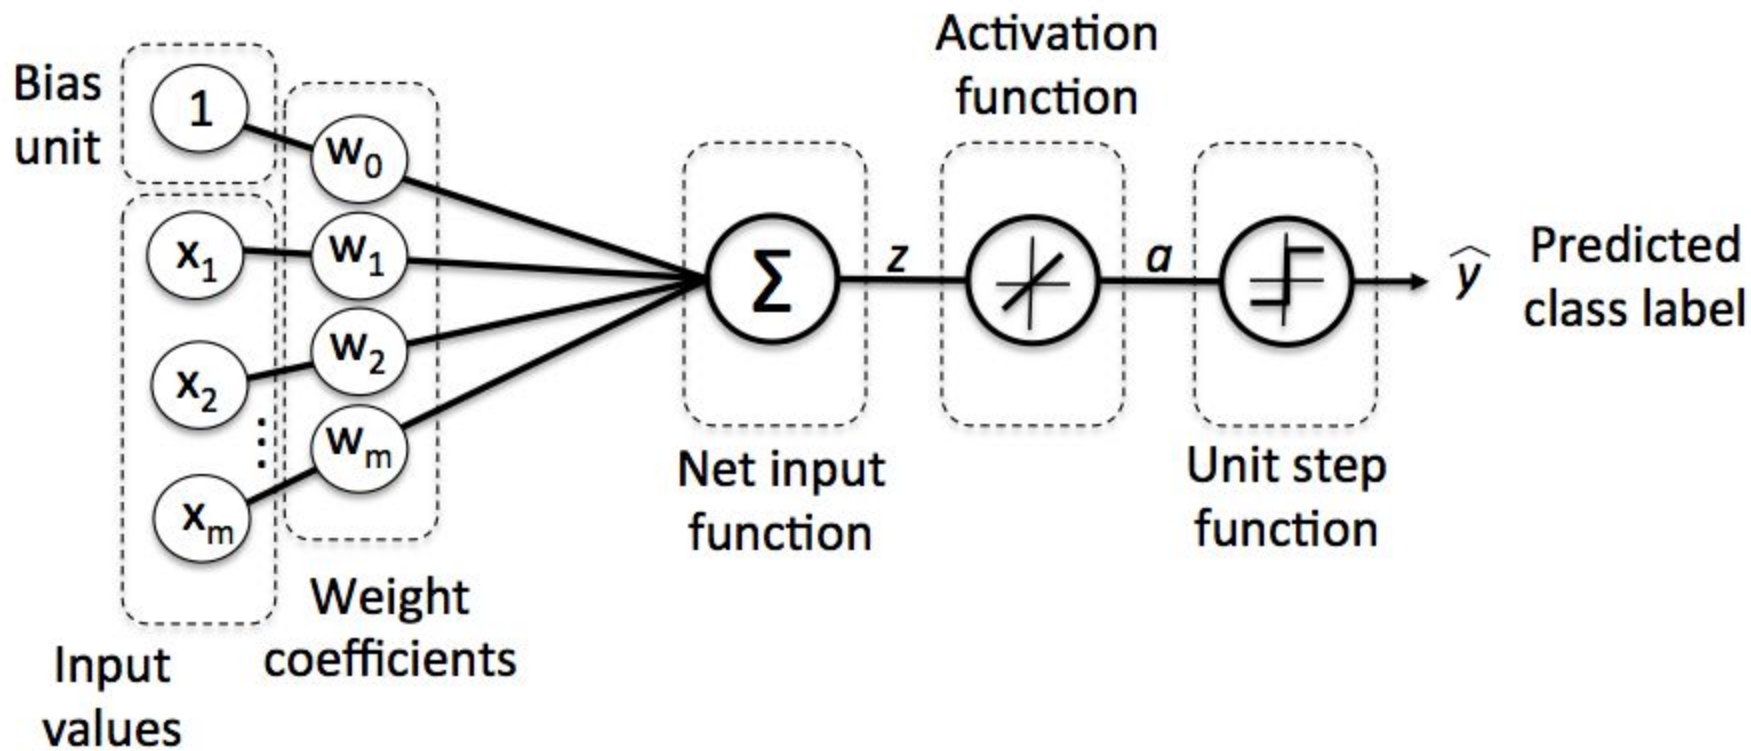 Bias
unit
1
w0
x1
w1
x2
w2
⋮
xm
wm
Input
values
Weight
coefficients
Σ
Net input
function
z
Activation
function
a
Unit step
function
ŷ
Predicted
class label